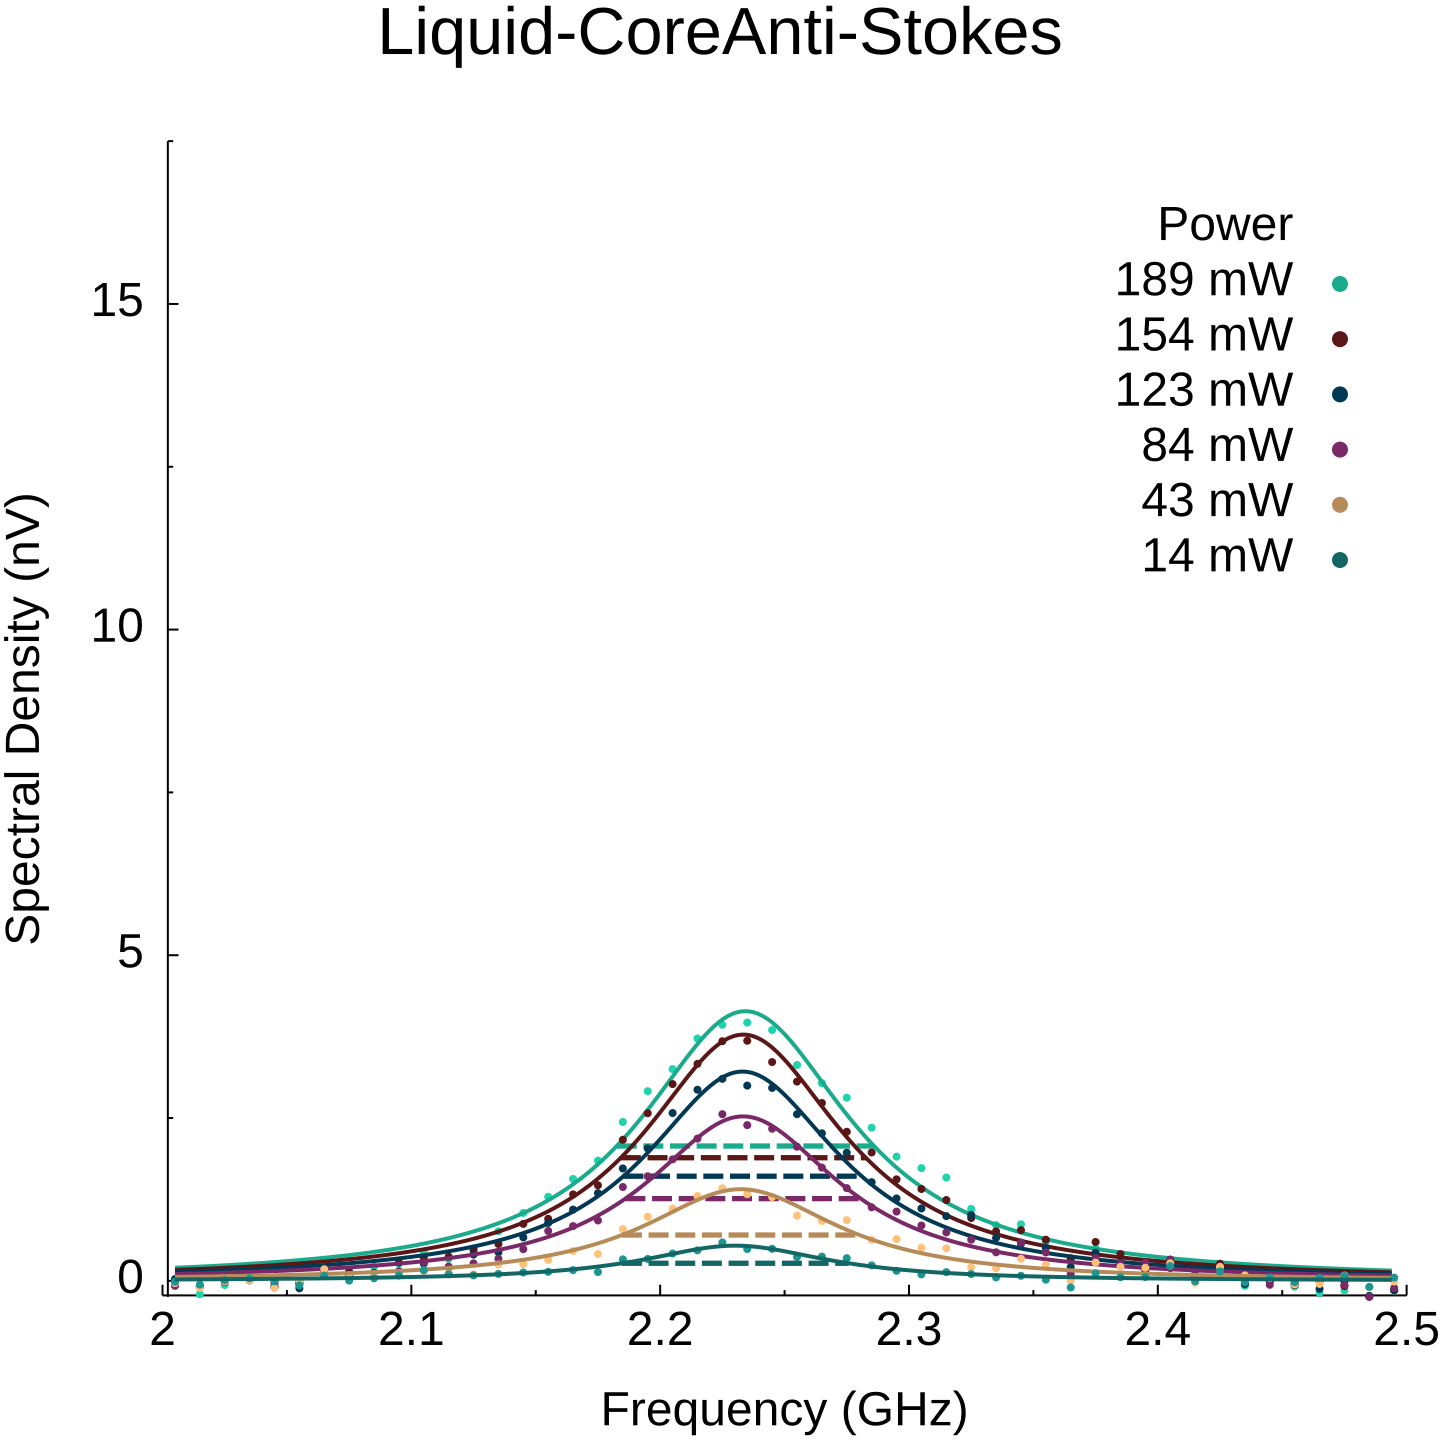 Liquid-CoreAnti-Stokes
Power
189 mW
154 mW
123 mW
84 mW
43 mW
14 mW
15
10
5
0
Spectral Density (nV)
2 2.1 2.2 2.3 2.4 2.5
Frequency (GHz)